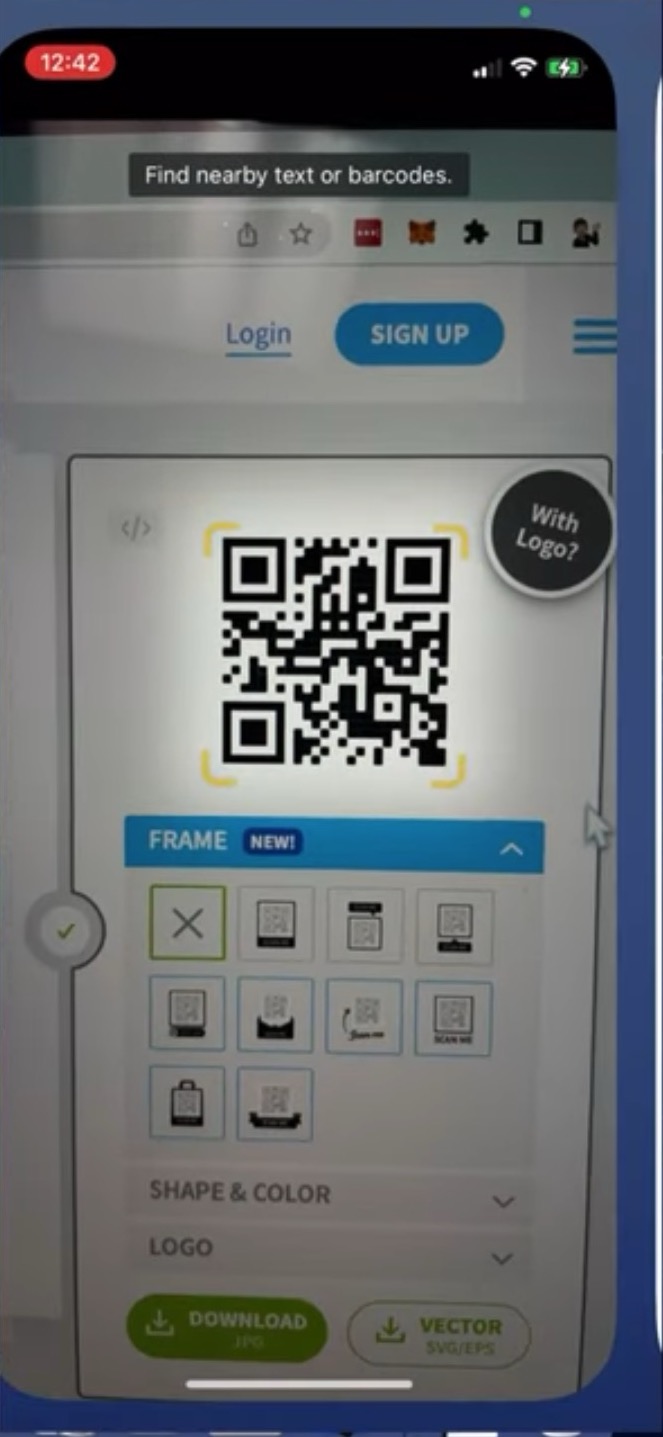 12:42
Find nearby text or barcodes.
Login
SIGN UP
</>
With
Logo?
FRAME NEW!
SCAN ME
SHAPE & COLOR
LOGO
DOWNLOAD
JPG
VECTOR
SVG/EPS